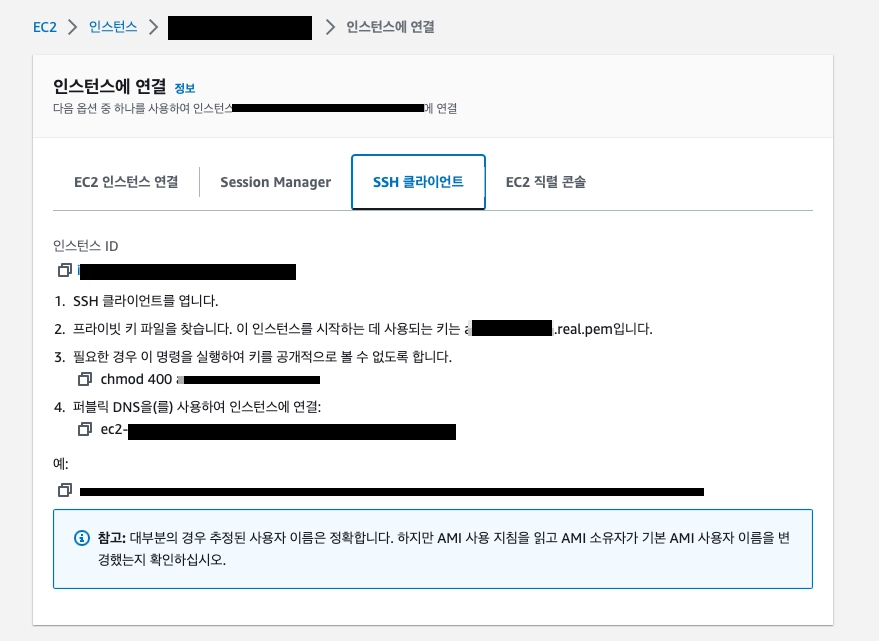 EC2 > 인스턴스 > > 인스턴스에 연결
인스턴스에 연결 정보
다음 옵션 중 하나를 사용하여 인스턴스 에 연결
EC2 인스턴스 연결 Session Manager SSH 클라이언트 EC2 직렬 콘솔
인스턴스 ID
i
1. SSH 클라이언트를 엽니다.
2. 프라이빗 키 파일을 찾습니다. 이 인스턴스를 시작하는 데 사용되는 키는 a .real.pem입니다.
3. 필요한 경우 이 명령을 실행하여 키를 공개적으로 볼 수 없도록 합니다.
chmod 400 a
4. 퍼블릭 DNS을(를) 사용하여 인스턴스에 연결:
ec2-
예:
참고: 대부분의 경우 추정된 사용자 이름은 정확합니다. 하지만 AMI 사용 지침을 읽고 AMI 소유자가 기본 AMI 사용자 이름을 변
경했는지 확인하십시오.